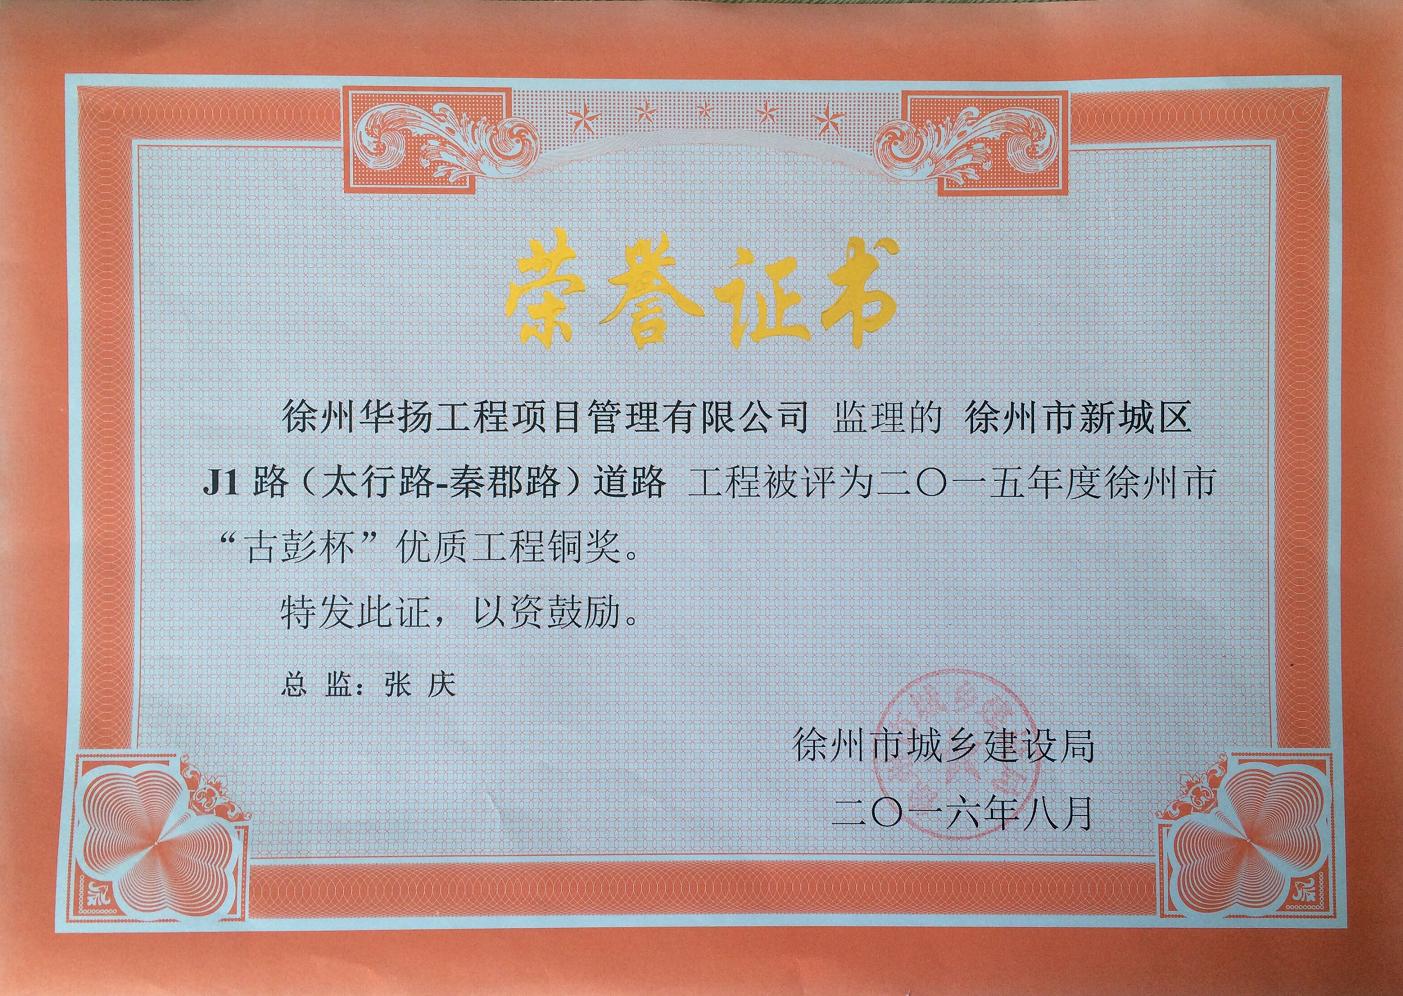 荣誉证书
徐州华扬工程项目管理有限公司 监理的 徐州市新城区
J1路（太行路-秦郡路）道路 工程被评为二〇一五年度徐州市
“古彭杯”优质工程铜奖。
特发此证，以资鼓励。
总 监：张 庆
徐州市城乡建设局
二〇一六年八月